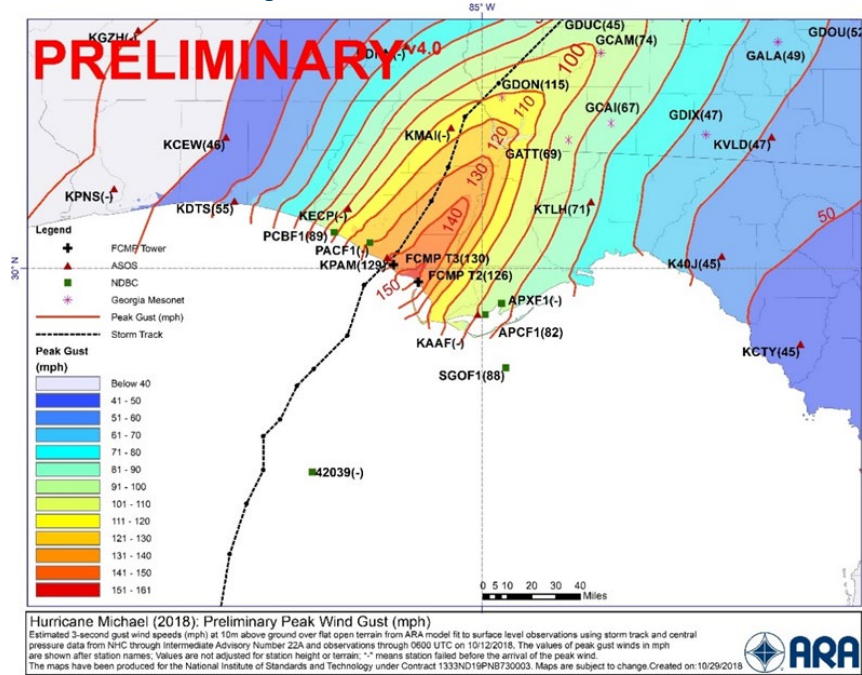 85°W
PRELIMINARY v4.0
KGZH(-)
GDUC(45)
GCAM(74)
GDOU(52
GALA(49)
100
GDON(115)
110
KCEW(46)
KMAI(-)
120
GCAI(67)
GDIX(47)
KVLD(47)
GATT(69)
130
KPNS(-)
KDTS(55)
KECP(-)
140
KTLH(71)
50
PCBF1(89)
PACF1(-)
KPAM(129)
FCMP T3(130)
FCMP T2(126)
K40J(45)
30°N
150
APXF1(-)
APCF1(82)
KAAF(-)
KCTY(45)
SGOF1(88)
42039(-)
Legend
FCMP Tower
ASOS
NDBC
Georgia Mesonet
Peak Gust (mph)
Storm Track
Peak Gust
(mph)
Below 40
41 - 50
51 - 60
61 - 70
71 - 80
81 - 90
91 - 100
101 - 110
111 - 120
121 - 130
131 - 140
141 - 150
151 - 161
0 5 10 20 30 40
Miles
Hurricane Michael (2018): Preliminary Peak Wind Gust (mph)
Estimated 3-second gust wind speeds (mph) at 10m above ground over flat open terrain from ARA model fit to surface level observations using storm track and central
pressure data from NHC through Intermediate Advisory Number 22A and observations through 0600 UTC on 10/12/2018. The values of peak gust winds in mph
are shown after station names; Values are not adjusted for station height or terrain; "-" means station failed before the arrival of the peak wind.
The maps have been produced for the National Institute of Standards and Technology under Contract 1333ND19PNB730003. Maps are subject to change.Created on:10/29/2018
ARA